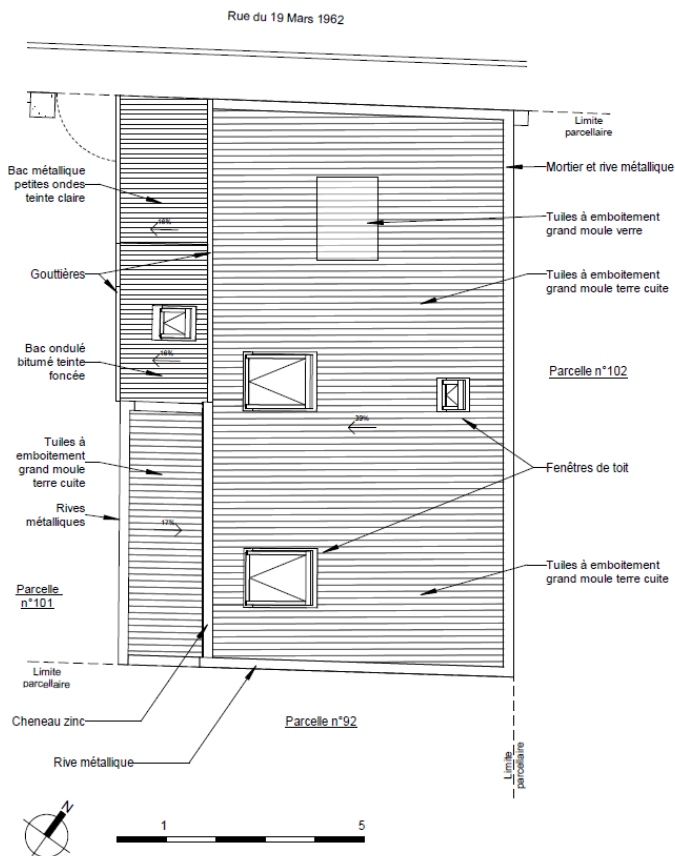 Rue du 19 Mars 1962
Limite
parcellaire
Bac métallique
petites ondes
teinte claire
Mortier et rive métallique
Tuiles à emboitement
grand moule verre
16%
Gouttières
Tuiles à emboitement
grand moule terre cuite
Bac ondulé
bitumé teinte
foncée
16%
Parcelle n°102
39%
Tuiles à
emboitement
grand moule
terre cuite
Fenêtres de toit
Rives
métalliques
17%
Tuiles à emboitement
grand moule terre cuite
Parcelle
n°101
Limite
parcellaire
Cheneau zinc
Parcelle n°92
Rive métallique
Limite
parcellaire
N
1
5